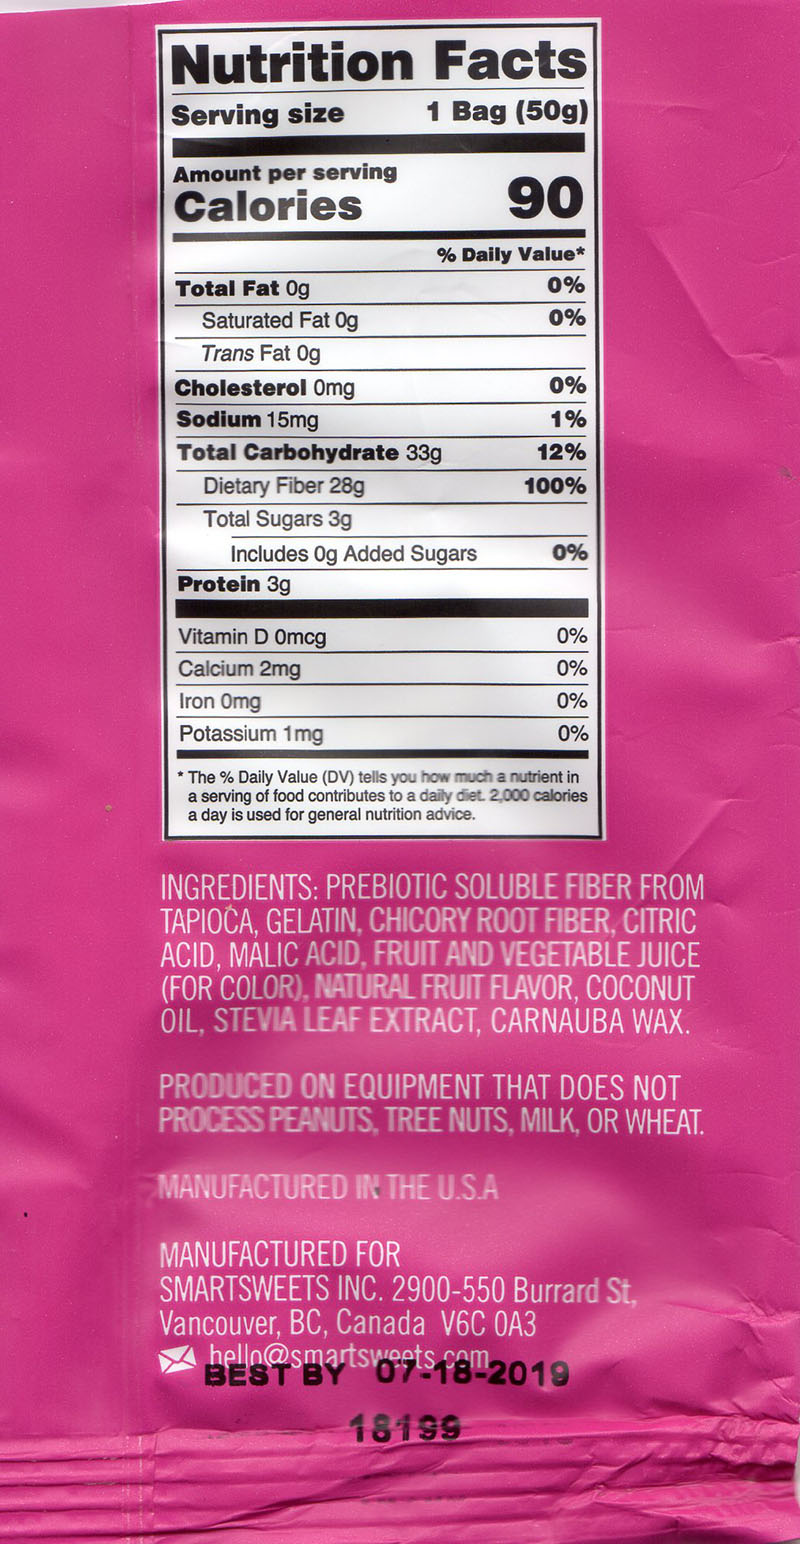 Nutrition Facts
Serving size 1 Bag (50g)
Amount per serving
Calories 90
% Daily Value*
Total Fat 0g 0%
Saturated Fat 0g 0%
Trans Fat 0g
Cholesterol 0mg 0%
Sodium 15mg 1%
Total Carbohydrate 33g 12%
Dietary Fiber 28g 100%
Total Sugars 3g
Includes 0g Added Sugars 0%
Protein 3g
Vitamin D 0mcg 0%
Calcium 2mg 0%
Iron 0mg 0%
Potassium 1mg 0%
* The % Daily Value (DV) tells you how much a nutrient in
a serving of food contributes to a daily diet. 2,000 calories
a day is used for general nutrition advice.
INGREDIENTS: PREBIOTIC SOLUBLE FIBER FROM
TAPIOCA, GELATIN, CHICORY ROOT FIBER, CITRIC
ACID, MALIC ACID, FRUIT AND VEGETABLE JUICE
(FOR COLOR), NATURAL FRUIT FLAVOR, COCONUT
OIL, STEVIA LEAF EXTRACT, CARNAUBA WAX.
PRODUCED ON EQUIPMENT THAT DOES NOT
PROCESS PEANUTS, TREE NUTS, MILK, OR WHEAT.
MANUFACTURED IN THE U.S.A
MANUFACTURED FOR
SMARTSWEETS INC. 2900-550 Burrard St,
Vancouver, BC, Canada V6C 0A3
hello@smartsweets.com
BEST BY 07-18-2019
18199